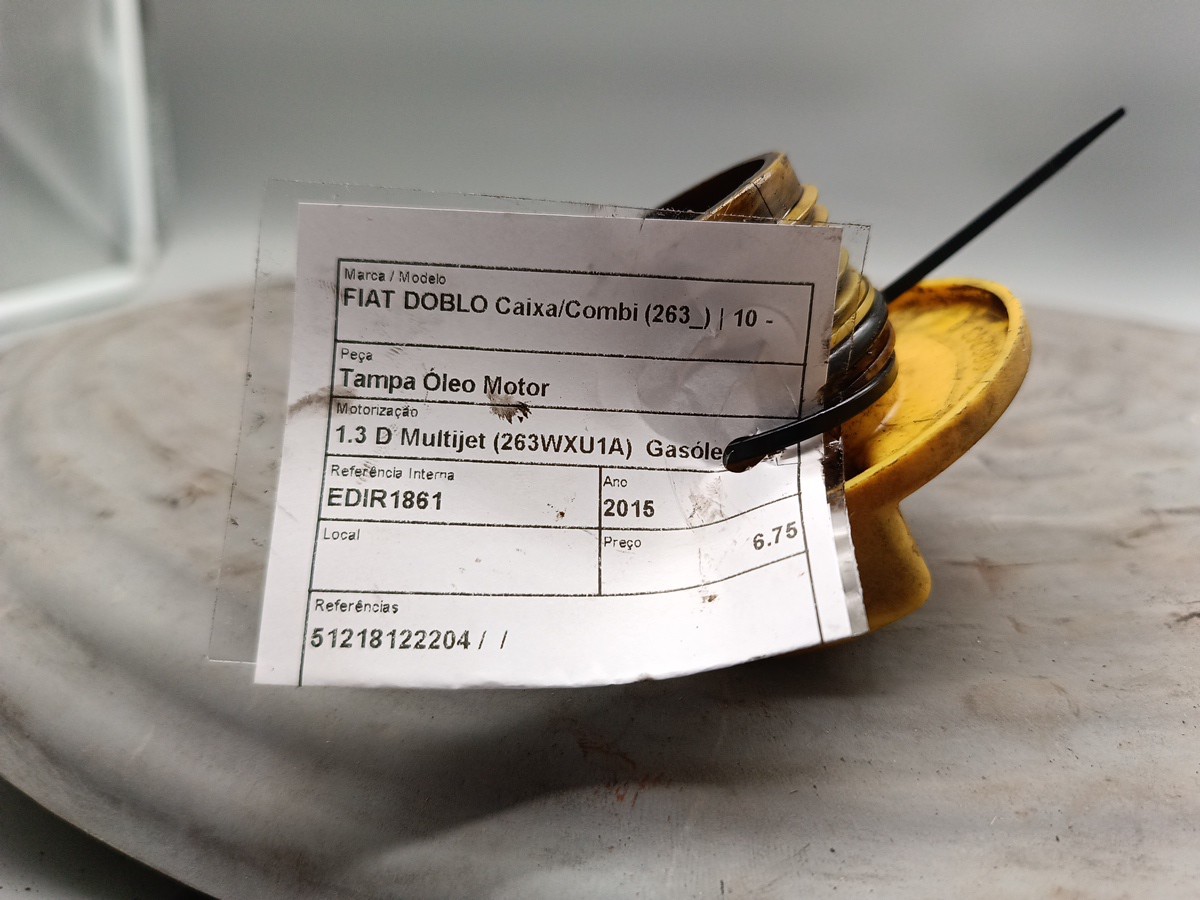 Marca / Modelo
FIAT DOBLO Caixa/Combi (263_) | 10 -
Peça
Tampa Óleo Motor
Motorização
1.3 D Multijet (263WXU1A) Gasóle
Referência Interna
EDIR1861
Ano
2015
Local
Preço
6.75
Referências
51218122204 / /